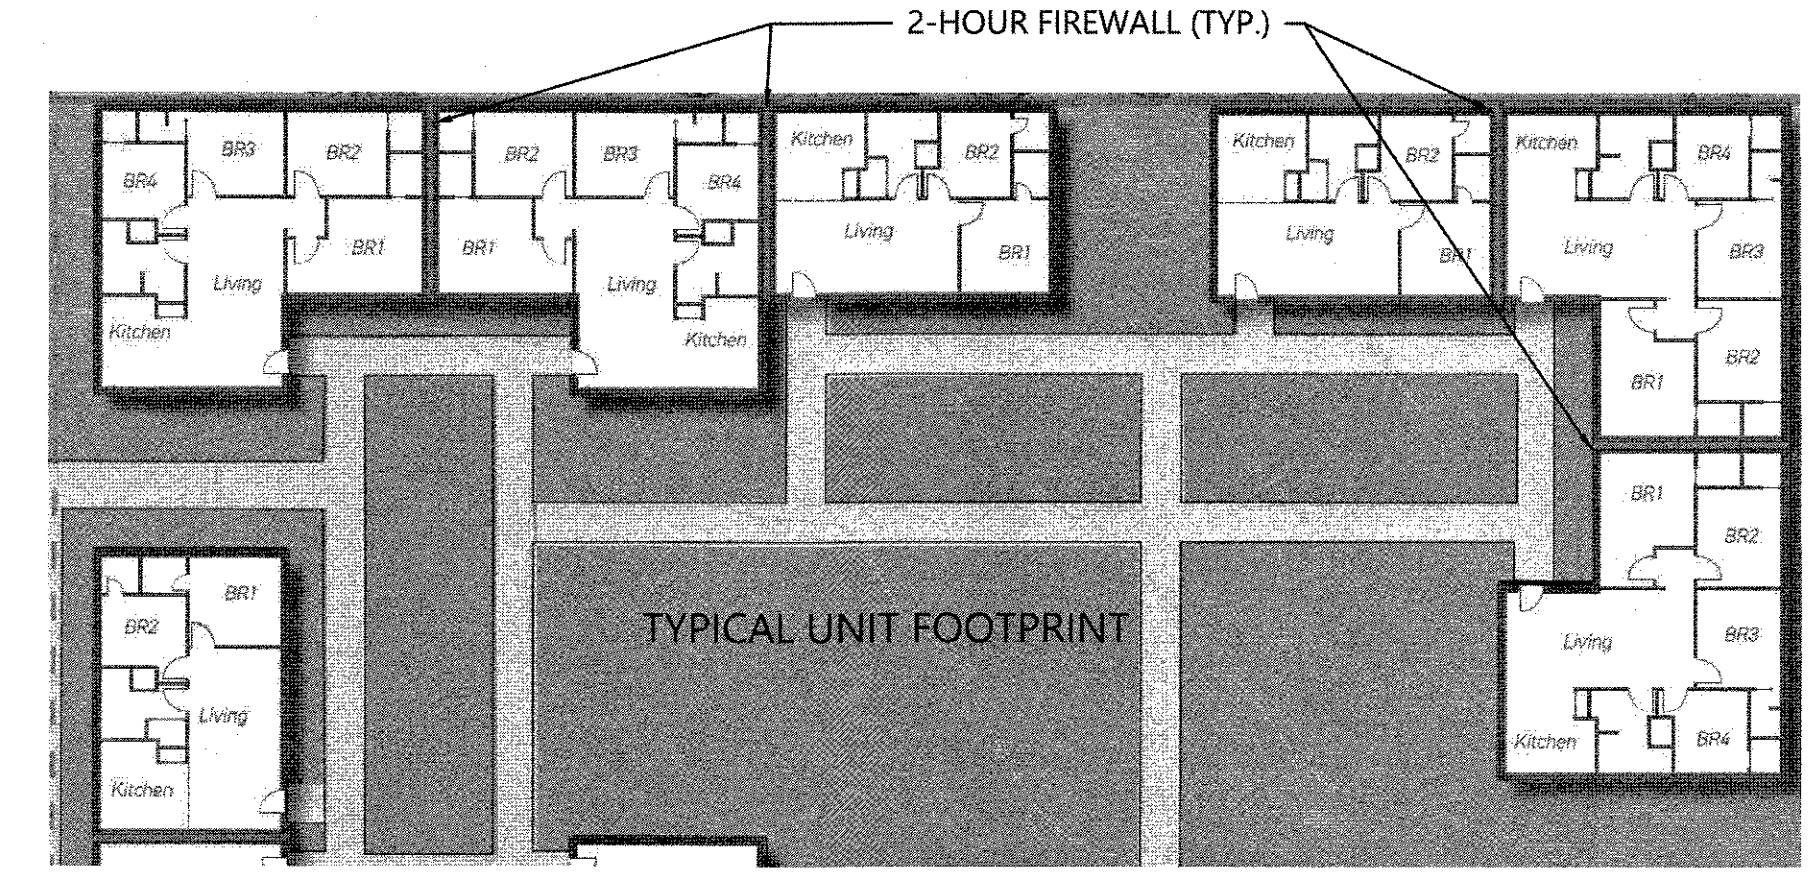 2-HOUR FIREWALL (TYP.)
BR3
BR2
BR4
BR1
Living
Kitchen
BR2
BR3
BR4
BR1
Living
Kitchen
Kitchen
BR2
Living
BR1
Kitchen
BR2
Living
BR1
Kitchen
BR4
Living
BR3
BR2
BR1
BR1
BR2
Living
BR3
Kitchen
BR4
BR1
BR2
Living
Kitchen
TYPICAL UNIT FOOTPRINT